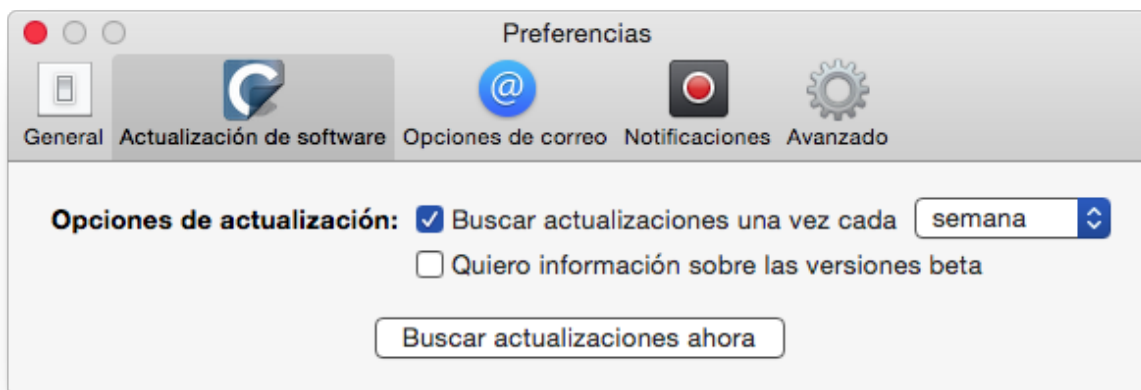 Preferencias
General Actualización de software Opciones de correo Notificaciones Avanzado
Opciones de actualización: Buscar actualizaciones una vez cada semana
Quiero información sobre las versiones beta
Buscar actualizaciones ahora